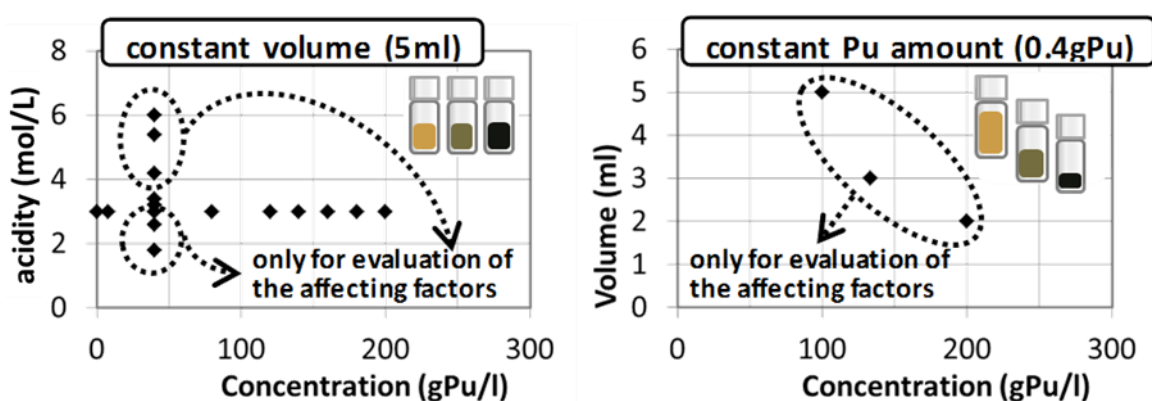 constant volume (5ml)
acidity (mol/L)
8
6
4
2
0
only for evaluation of
the affecting factors
0
100
200
300
Concentration (gPu/l)
constant Pu amount (0.4gPu)
Volume (ml)
6
5
4
3
2
1
0
only for evaluation of
the affecting factors
0
100
200
300
Concentration (gPu/l)